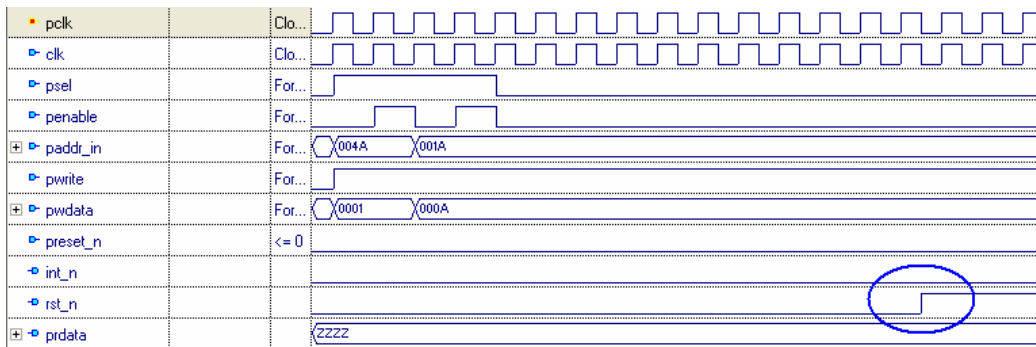 pclk Clo...
clk Clo...
psel For...
penable For...
paddr_in For... 004A 001A
pwrite For...
pwdata For... 0001 000A
preset_n <= 0
int_n
rst_n
prdata ZZZZ